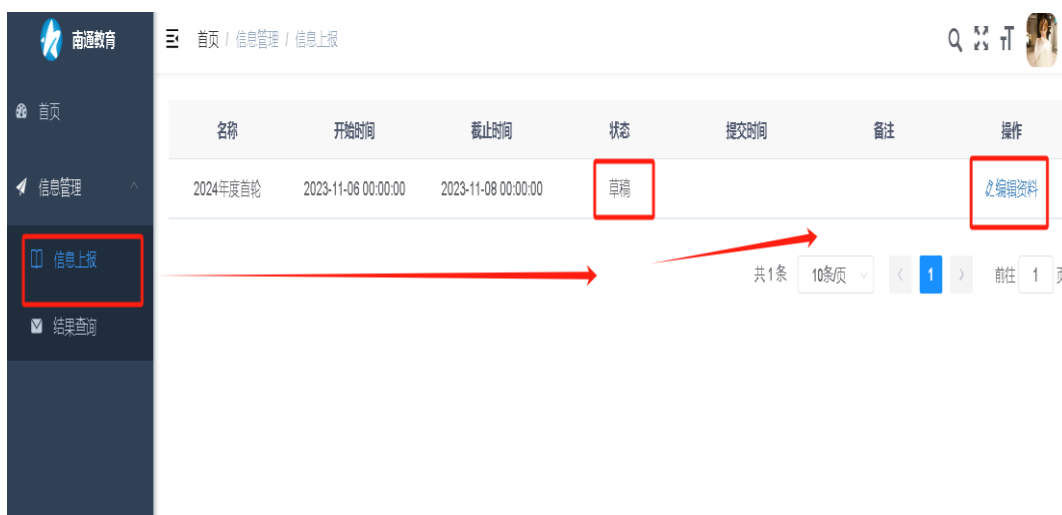 南通教育
首页 / 信息管理 / 信息上报
首页
信息管理
信息上报
结果查询
名称 开始时间 截止时间 状态 提交时间 备注 操作
2024年度首轮 2023-11-06 00:00:00 2023-11-08 00:00:00 草稿 编辑资料
共1条 10条/页 1 前往 1 页